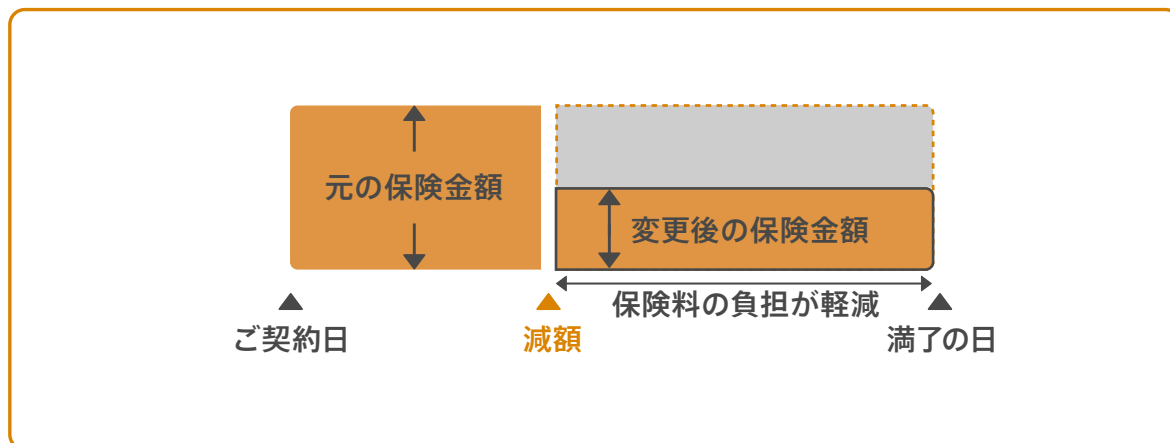 元の保険金額
変更後の保険金額
保険料の負担が軽減
ご契約日
減額
満了の日